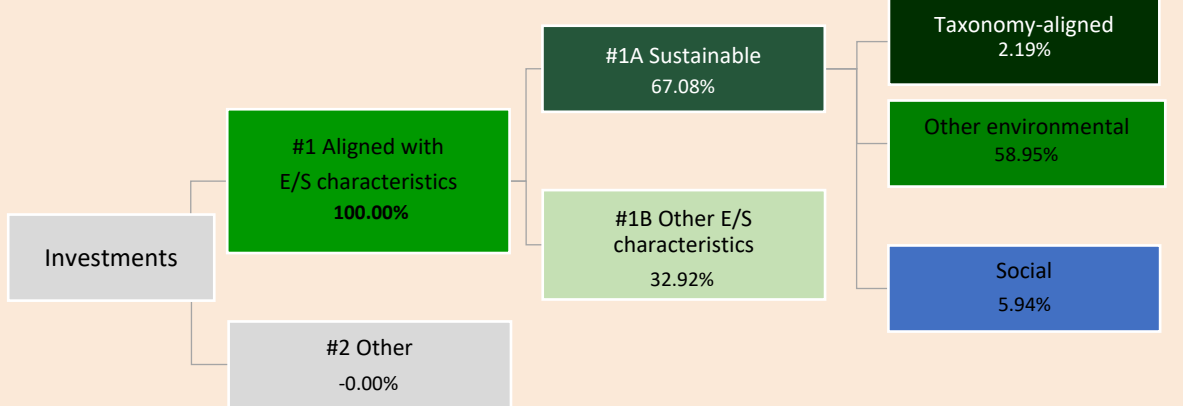 Investments
#1 Aligned with
E/S characteristics
100.00%
#2 Other
-0.00%
#1A Sustainable
67.08%
#1B Other E/S
characteristics
32.92%
Taxonomy-aligned
2.19%
Other environmental
58.95%
Social
5.94%